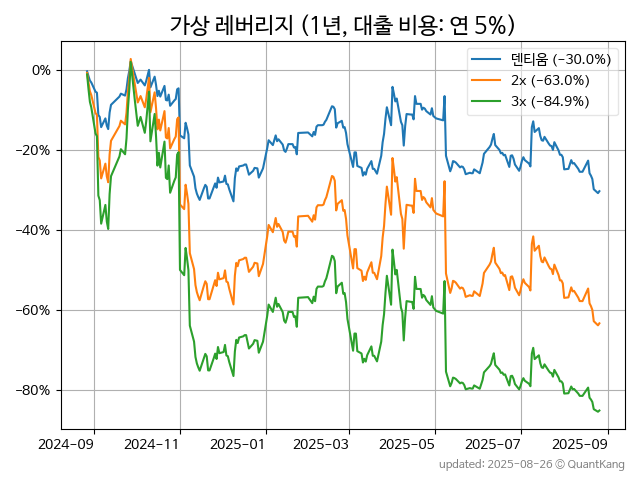 가상 레버리지 (1년, 대출 비용: 연 5%)
덴티움 (−30.0%)
2x (−63.0%)
3x (−84.9%)
0%
−20%
−40%
−60%
−80%
2024−09 2024−11 2025−01 2025−03 2025−05 2025−07 2025−09
updated: 2025-08-26 © QuantKang